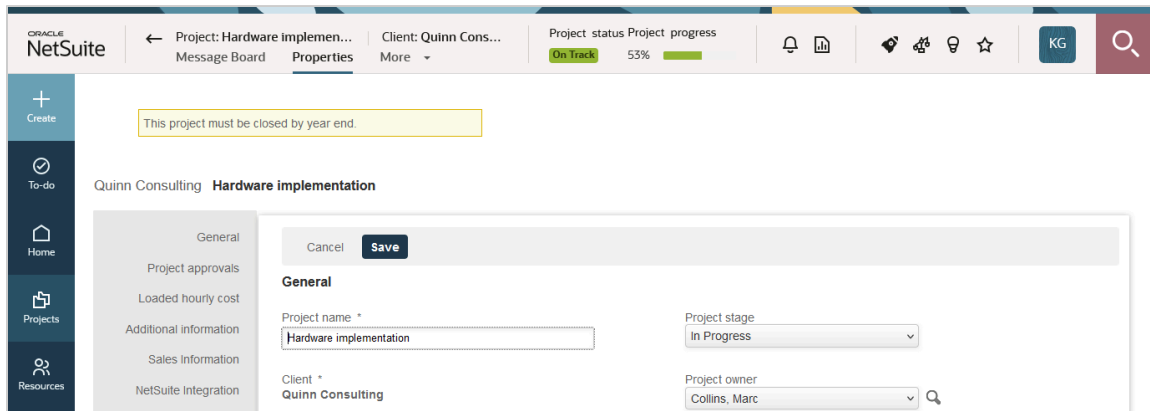 ORACLE
NetSuite
Project: Hardware implemen... Client: Quinn Cons...
Message Board Properties More
Project status Project progress
On Track 53%
KG
Create
To-do
Home
Projects
Resources
This project must be closed by year end.
Quinn Consulting Hardware implementation
General
Project approvals
Loaded hourly cost
Additional information
Sales Information
NetSuite Integration
Cancel Save
General
Project name *
Hardware implementation
Project stage
In Progress
Client *
Quinn Consulting
Project owner
Collins, Marc